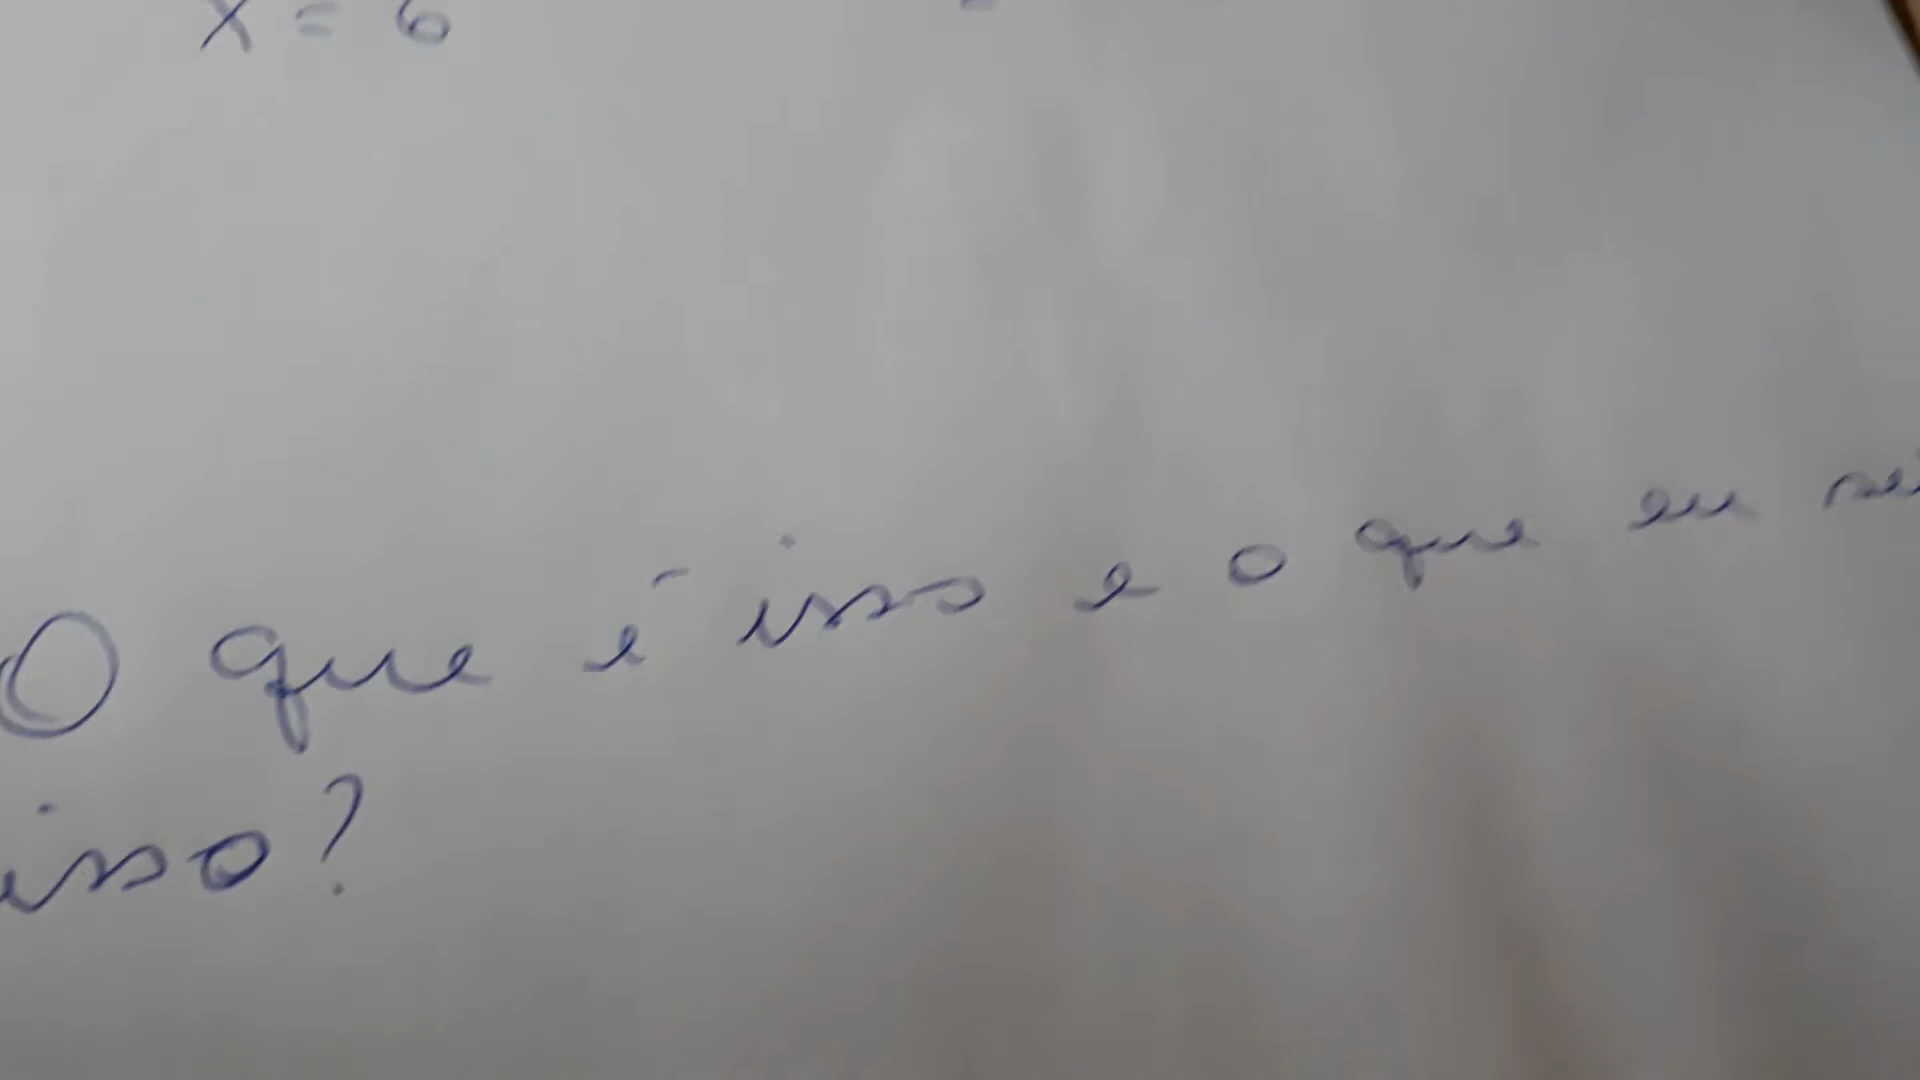 x = 6
O que é isso e o que eu
isso?